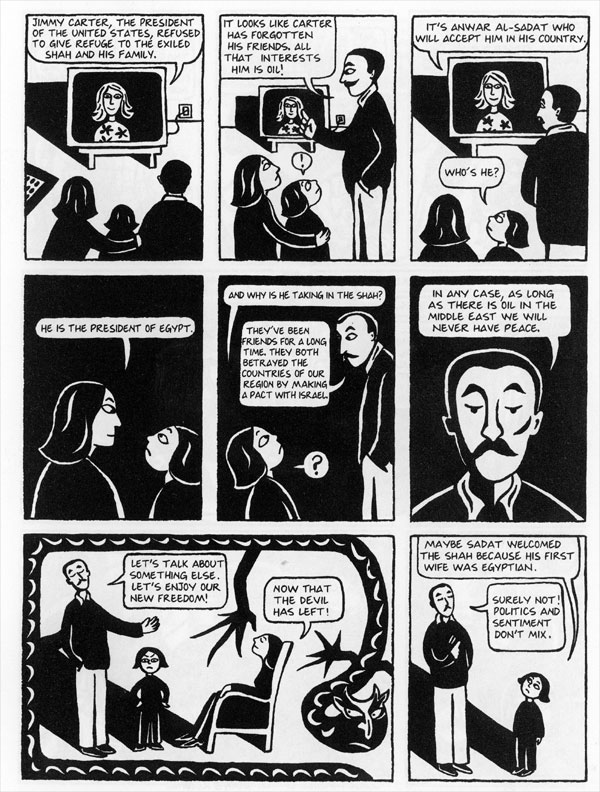 JIMMY CARTER, THE PRESIDENT
OF THE UNITED STATES, REFUSED
TO GIVE REFUGE TO THE EXILED
SHAH AND HIS FAMILY.
IT LOOKS LIKE CARTER
HAS FORGOTTEN
HIS FRIENDS. ALL
THAT INTERESTS
HIM IS OIL!
!
IT'S ANWAR AL-SADAT WHO
WILL ACCEPT HIM IN HIS COUNTRY.
WHO'S HE?
HE IS THE PRESIDENT OF EGYPT.
AND WHY IS HE TAKING IN THE SHAH?
THEY'VE BEEN
FRIENDS FOR A LONG
TIME. THEY BOTH
BETRAYED THE
COUNTRIES OF OUR
REGION BY MAKING
A PACT WITH ISRAEL.
?
IN ANY CASE, AS LONG
AS THERE IS OIL IN THE
MIDDLE EAST WE WILL
NEVER HAVE PEACE.
LET'S TALK ABOUT
SOMETHING ELSE.
LET'S ENJOY OUR
NEW FREEDOM!
NOW THAT
THE DEVIL
HAS LEFT!
MAYBE SADAT WELCOMED
THE SHAH BECAUSE HIS FIRST
WIFE WAS EGYPTIAN.
SURELY NOT!
POLITICS AND
SENTIMENT
DON'T MIX.